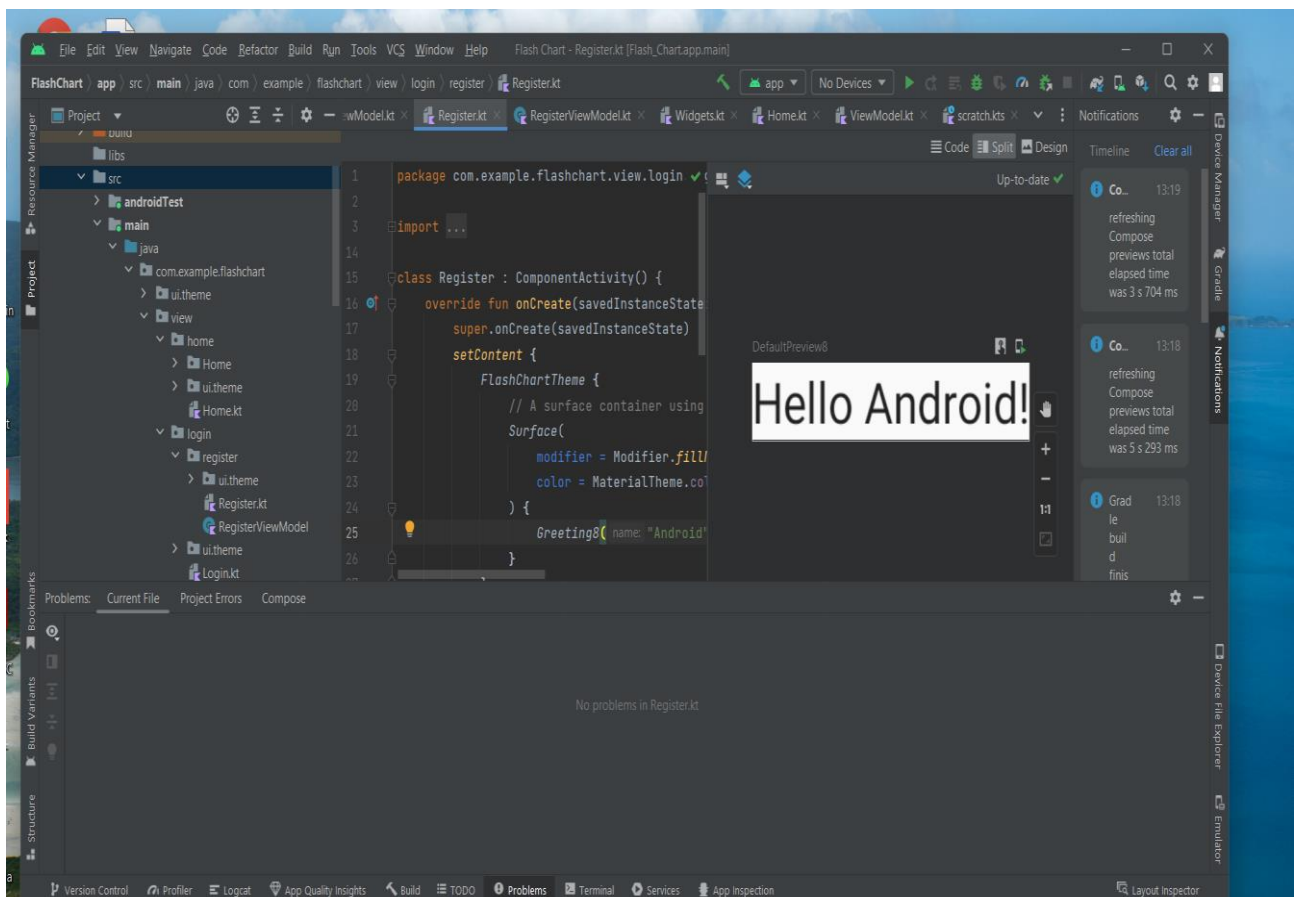 File Edit View Navigate Code Refactor Build Run Tools VCS Window Help Flash Chart - Register.kt [Flash_Chart.app.main]
FlashChart app src main java com example flashchart view login register Register.kt app No Devices
Project wModel.kt Register.kt RegisterViewModel.kt Widgets.kt Home.kt ViewModel.kt scratch.kts Notifications
Code Split Design
Timeline Clear all
Resource Manager
Project
Bookmarks
Build Variants
Structure
build
libs
src
androidTest
main
java
com.example.flashchart
ui.theme
view
home
Home
ui.theme
Home.kt
login
register
ui.theme
Register.kt
RegisterViewModel
ui.theme
Login.kt
1 package com.example.flashchart.view.login
2
3 import ...
14
15 class Register : ComponentActivity() {
16 override fun onCreate(savedInstanceState
17 super.onCreate(savedInstanceState)
18 setContent {
19 FlashChartTheme {
20 // A surface container using
21 Surface(
22 modifier = Modifier.fill
23 color = MaterialTheme.co
24 ) {
25 Greeting8( name: "Android"
26 }
Up-to-date
DefaultPreview8
Hello Android!
1:1
Co... 13:19
refreshing
Compose
previews total
elapsed time
was 3 s 704 ms
Co... 13:18
refreshing
Compose
previews total
elapsed time
was 5 s 293 ms
Grad 13:18
le
buil
d
finis
Device Manager
Gradle
Notifications
Device File Explorer
Emulator
Problems: Current File Project Errors Compose
No problems in Register.kt
Version Control Profiler Logcat App Quality Insights Build TODO Problems Terminal Services App Inspection Layout Inspector